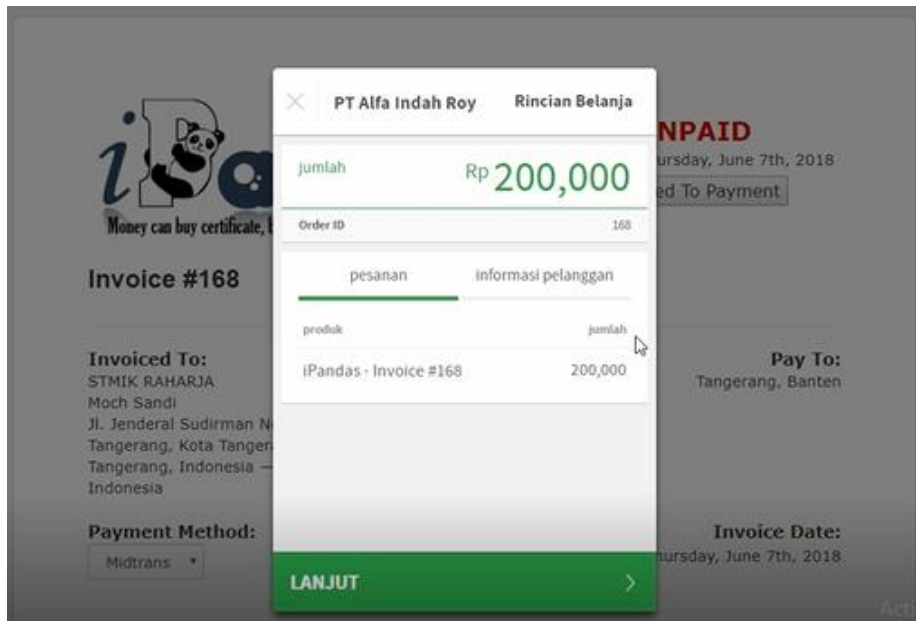 PT Alfa Indah Roy Rincian Belanja
jumlah Rp 200,000
Order ID 168
pesanan informasi pelanggan
produk jumlah
iPandas - Invoice #168 200,000
LANJUT
iPa
Money can buy certificate, b
NPAID
ursday, June 7th, 2018
ed To Payment
Invoice #168
Invoiced To:
STMIK RAHARJA
Moch Sandi
Jl. Jenderal Sudirman N
Tangerang, Kota Tanger
Tangerang, Indonesia —
Indonesia
Pay To:
Tangerang, Banten
Payment Method:
Midtrans
Invoice Date:
hursday, June 7th, 2018
Acti